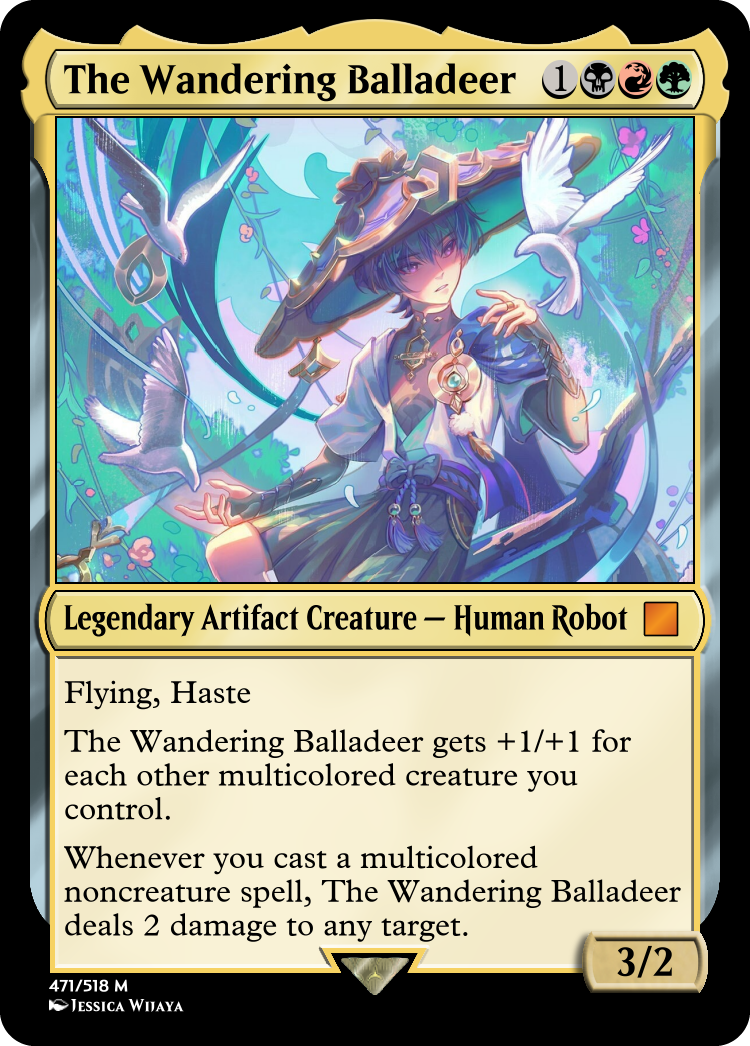 The Wandering Balladeer 1
Legendary Artifact Creature — Human Robot
Flying, Haste
The Wandering Balladeer gets +1/+1 for
each other multicolored creature you
control.
Whenever you cast a multicolored
noncreature spell, The Wandering Balladeer
deals 2 damage to any target.
3/2
471/518 M
Jessica Wijaya